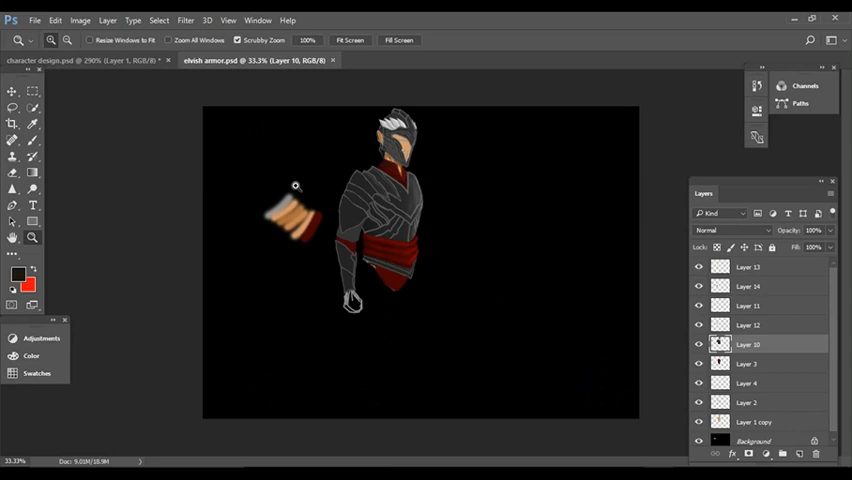 Ps File Edit Image Layer Type Select Filter 3D View Window Help
Resize Windows to Fit Zoom All Windows Scrubby Zoom 100% Fit Screen Fill Screen
character design.psd @ 290% (Layer 1, RGB/8) * × elvish armor.psd @ 33.3% (Layer 10, RGB/8) ×
Channels
Paths
Layers
Kind
Normal Opacity: 100%
Lock: Fill: 100%
Layer 13
Layer 14
Layer 11
Layer 12
Layer 10
Layer 3
Layer 4
Layer 2
Layer 1 copy
Background
fx
Adjustments
Color
Swatches
33.33% Doc: 9.01M/18.9M